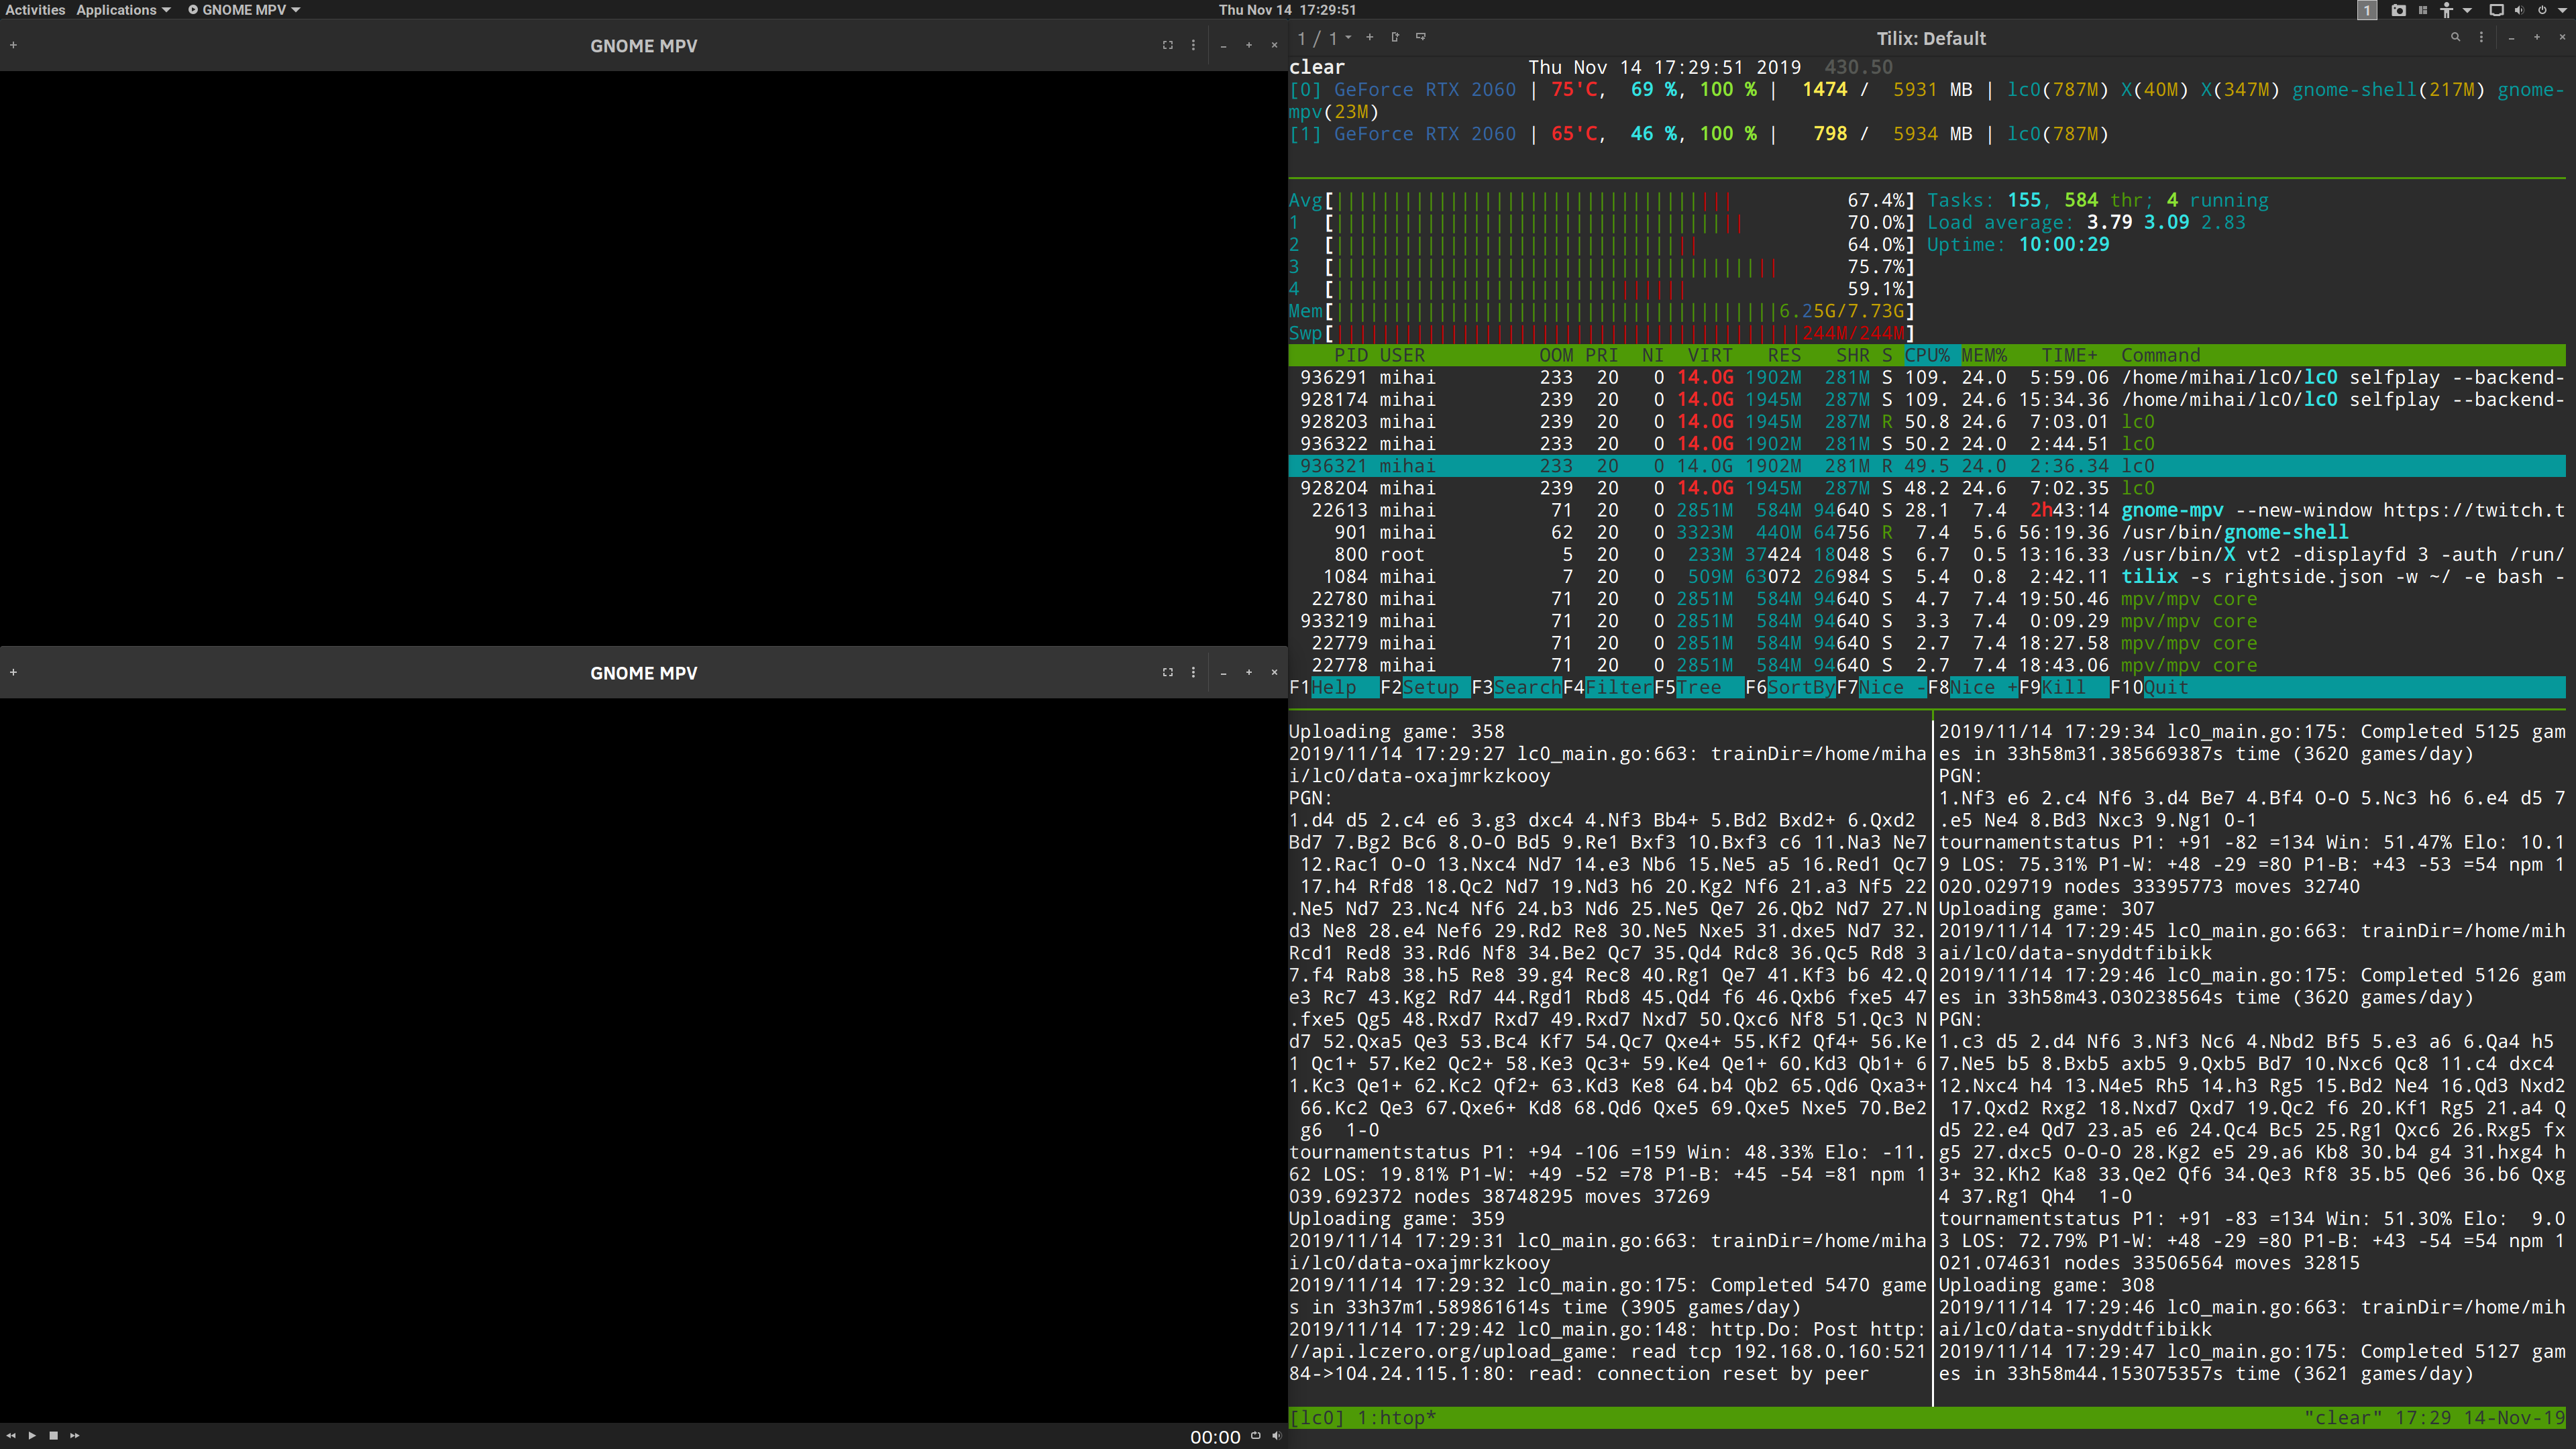 Activities Applications GNOME MPV Thu Nov 14 17:29:51 1
GNOME MPV
GNOME MPV
00:00
1 / 1 Tilix: Default
clear Thu Nov 14 17:29:51 2019 430.50
[0] GeForce RTX 2060 | 75'C, 69 %, 100 % | 1474 / 5931 MB | lc0(787M) X(40M) X(347M) gnome-shell(217M) gnome-
mpv(23M)
[1] GeForce RTX 2060 | 65'C, 46 %, 100 % | 798 / 5934 MB | lc0(787M)
Avg[ 67.4%] Tasks: 155, 584 thr; 4 running
1 [ 70.0%] Load average: 3.79 3.09 2.83
2 [ 64.0%] Uptime: 10:00:29
3 [ 75.7%]
4 [ 59.1%]
Mem[ 6.25G/7.73G]
Swp[ 244M/244M]
PID USER OOM PRI NI VIRT RES SHR S CPU% MEM% TIME+ Command
936291 mihai 233 20 0 14.0G 1902M 281M S 109. 24.0 5:59.06 /home/mihai/lc0/lc0 selfplay --backend-
928174 mihai 239 20 0 14.0G 1945M 287M S 109. 24.6 15:34.36 /home/mihai/lc0/lc0 selfplay --backend-
928203 mihai 239 20 0 14.0G 1945M 287M R 50.8 24.6 7:03.01 lc0
936322 mihai 233 20 0 14.0G 1902M 281M S 50.2 24.0 2:44.51 lc0
936321 mihai 233 20 0 14.0G 1902M 281M R 49.5 24.0 2:36.34 lc0
928204 mihai 239 20 0 14.0G 1945M 287M S 48.2 24.6 7:02.35 lc0
22613 mihai 71 20 0 2851M 584M 94640 S 28.1 7.4 2h43:14 gnome-mpv --new-window https://twitch.t
901 mihai 62 20 0 3323M 440M 64756 R 7.4 5.6 56:19.36 /usr/bin/gnome-shell
800 root 5 20 0 233M 37424 18048 S 6.7 0.5 13:16.33 /usr/bin/X vt2 -displayfd 3 -auth /run/
1084 mihai 7 20 0 509M 63072 26984 S 5.4 0.8 2:42.11 tilix -s rightside.json -w ~/ -e bash -
22780 mihai 71 20 0 2851M 584M 94640 S 4.7 7.4 19:50.46 mpv/mpv core
933219 mihai 71 20 0 2851M 584M 94640 S 3.3 7.4 0:09.29 mpv/mpv core
22779 mihai 71 20 0 2851M 584M 94640 S 2.7 7.4 18:27.58 mpv/mpv core
22778 mihai 71 20 0 2851M 584M 94640 S 2.7 7.4 18:43.06 mpv/mpv core
F1Help F2Setup F3SearchF4FilterF5Tree F6SortByF7Nice -F8Nice +F9Kill F10Quit
Uploading game: 358
2019/11/14 17:29:27 lc0_main.go:663: trainDir=/home/miha
i/lc0/data-oxajmrkzkooy
PGN:
1.d4 d5 2.c4 e6 3.g3 dxc4 4.Nf3 Bb4+ 5.Bd2 Bxd2+ 6.Qxd2
Bd7 7.Bg2 Bc6 8.O-O Bd5 9.Re1 Bxf3 10.Bxf3 c6 11.Na3 Ne7
12.Rac1 O-O 13.Nxc4 Nd7 14.e3 Nb6 15.Ne5 a5 16.Red1 Qc7
17.h4 Rfd8 18.Qc2 Nd7 19.Nd3 h6 20.Kg2 Nf6 21.a3 Nf5 22
.Ne5 Nd7 23.Nc4 Nf6 24.b3 Nd6 25.Ne5 Qe7 26.Qb2 Nd7 27.N
d3 Ne8 28.e4 Nef6 29.Rd2 Re8 30.Ne5 Nxe5 31.dxe5 Nd7 32.
Rcd1 Red8 33.Rd6 Nf8 34.Be2 Qc7 35.Qd4 Rdc8 36.Qc5 Rd8 3
7.f4 Rab8 38.h5 Re8 39.g4 Rec8 40.Rg1 Qe7 41.Kf3 b6 42.Q
e3 Rc7 43.Kg2 Rd7 44.Rgd1 Rbd8 45.Qd4 f6 46.Qxb6 fxe5 47
.fxe5 Qg5 48.Rxd7 Rxd7 49.Rxd7 Nxd7 50.Qxc6 Nf8 51.Qc3 N
d7 52.Qxa5 Qe3 53.Bc4 Kf7 54.Qc7 Qxe4+ 55.Kf2 Qf4+ 56.Ke
1 Qc1+ 57.Ke2 Qc2+ 58.Ke3 Qc3+ 59.Ke4 Qe1+ 60.Kd3 Qb1+ 6
1.Kc3 Qe1+ 62.Kc2 Qf2+ 63.Kd3 Ke8 64.b4 Qb2 65.Qd6 Qxa3+
66.Kc2 Qe3 67.Qxe6+ Kd8 68.Qd6 Qxe5 69.Qxe5 Nxe5 70.Be2
g6 1-0
tournamentstatus P1: +94 -106 =159 Win: 48.33% Elo: -11.
62 LOS: 19.81% P1-W: +49 -52 =78 P1-B: +45 -54 =81 npm 1
039.692372 nodes 38748295 moves 37269
Uploading game: 359
2019/11/14 17:29:31 lc0_main.go:663: trainDir=/home/miha
i/lc0/data-oxajmrkzkooy
2019/11/14 17:29:32 lc0_main.go:175: Completed 5470 game
s in 33h37m1.589861614s time (3905 games/day)
2019/11/14 17:29:42 lc0_main.go:148: http.Do: Post http:
//api.lczero.org/upload_game: read tcp 192.168.0.160:521
84->104.24.115.1:80: read: connection reset by peer
2019/11/14 17:29:34 lc0_main.go:175: Completed 5125 gam
es in 33h58m31.385669387s time (3620 games/day)
PGN:
1.Nf3 e6 2.c4 Nf6 3.d4 Be7 4.Bf4 O-O 5.Nc3 h6 6.e4 d5 7
.e5 Ne4 8.Bd3 Nxc3 9.Ng1 0-1
tournamentstatus P1: +91 -82 =134 Win: 51.47% Elo: 10.1
9 LOS: 75.31% P1-W: +48 -29 =80 P1-B: +43 -53 =54 npm 1
020.029719 nodes 33395773 moves 32740
Uploading game: 307
2019/11/14 17:29:45 lc0_main.go:663: trainDir=/home/mih
ai/lc0/data-snyddtfibikk
2019/11/14 17:29:46 lc0_main.go:175: Completed 5126 gam
es in 33h58m43.030238564s time (3620 games/day)
PGN:
1.c3 d5 2.d4 Nf6 3.Nf3 Nc6 4.Nbd2 Bf5 5.e3 a6 6.Qa4 h5
7.Ne5 b5 8.Bxb5 axb5 9.Qxb5 Bd7 10.Nxc6 Qc8 11.c4 dxc4
12.Nxc4 h4 13.N4e5 Rh5 14.h3 Rg5 15.Bd2 Ne4 16.Qd3 Nxd2
17.Qxd2 Rxg2 18.Nxd7 Qxd7 19.Qc2 f6 20.Kf1 Rg5 21.a4 Q
d5 22.e4 Qd7 23.a5 e6 24.Qc4 Bc5 25.Rg1 Qxc6 26.Rxg5 fx
g5 27.dxc5 O-O-O 28.Kg2 e5 29.a6 Kb8 30.b4 g4 31.hxg4 h
3+ 32.Kh2 Ka8 33.Qe2 Qf6 34.Qe3 Rf8 35.b5 Qe6 36.b6 Qxg
4 37.Rg1 Qh4 1-0
tournamentstatus P1: +91 -83 =134 Win: 51.30% Elo: 9.0
3 LOS: 72.79% P1-W: +48 -29 =80 P1-B: +43 -54 =54 npm 1
021.074631 nodes 33506564 moves 32815
Uploading game: 308
2019/11/14 17:29:46 lc0_main.go:663: trainDir=/home/mih
ai/lc0/data-snyddtfibikk
2019/11/14 17:29:47 lc0_main.go:175: Completed 5127 gam
es in 33h58m44.153075357s time (3621 games/day)
[lc0] 1:htop* "clear" 17:29 14-Nov-19